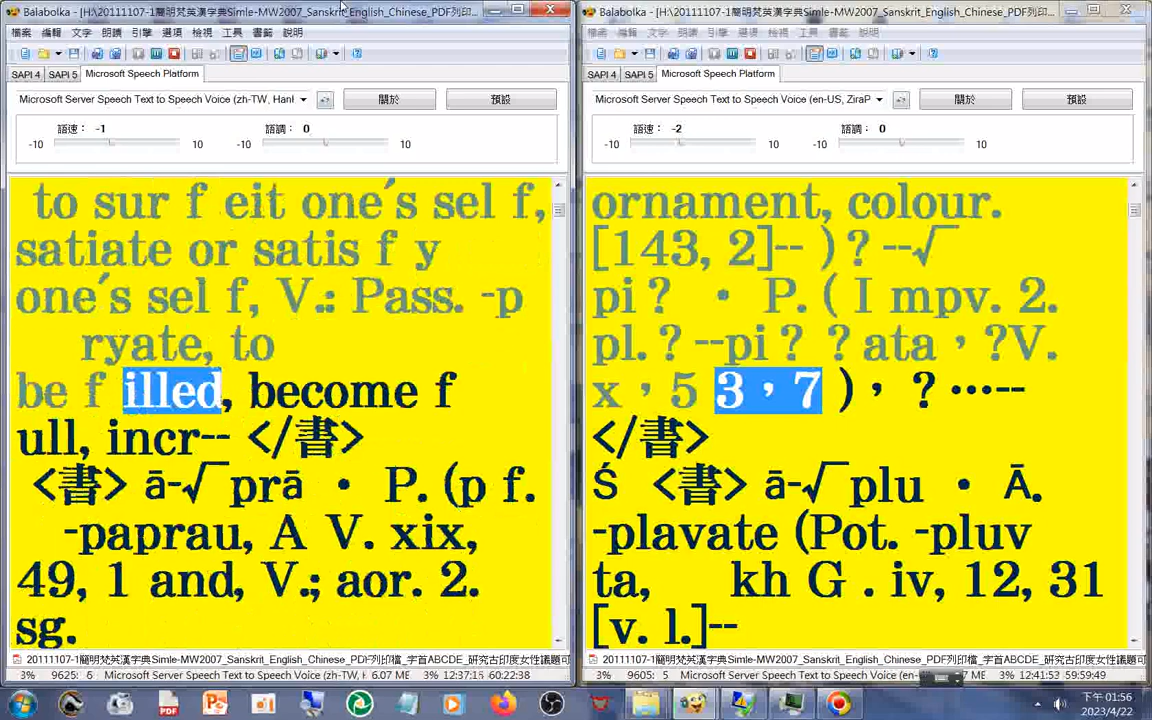 Balabolka - [H:\20111107-1簡明梵英漢字典Simle-MW2007_Sanskrit_English_Chinese_PDF列印...
檔案 編輯 文字 朗讀 引擎 選項 檢視 工具 書籤 說明
SAPI 4 SAPI 5 Microsoft Speech Platform
Microsoft Server Speech Text to Speech Voice (zh-TW, Hanl
關於 預設
語速： -1 語調： 0
-10 10 -10 10
to sur f eit one´s sel f,
satiate or satis f y
one´s sel f, V.: Pass. -p
ryate, to
be f illed, become f
ull, incr-- </書>
<書> ā-√prā • P. (p f.
-paprau, A V. xix,
49, 1 and, V.; aor. 2.
sg.
20111107-1簡明梵英漢字典Simle-MW2007_Sanskrit_English_Chinese_PDF列印檔_字首ABCDE_研究古印度女性議題可
3% 9625: 6 Microsoft Server Speech Text to Speech Voice (zh-TW, 6.07 ME 3% 12:37:15 60:22:38
Balabolka - [H:\20111107-1簡明梵英漢字典Simle-MW2007_Sanskrit_English_Chinese_PDF列印...
檔案 編輯 文字 朗讀 引擎 選項 檢視 工具 書籤 說明
SAPI 4 SAPI 5 Microsoft Speech Platform
Microsoft Server Speech Text to Speech Voice (en-US, ZiraP
關於 預設
語速： -2 語調： 0
-10 10 -10 10
ornament, colour.
[143, 2]-- ) ? --√
pi ? • P. ( I mpv. 2.
pl. ? --pi ? ? ata，?V.
x，5 3，7 )，? …--
</書>
Ś <書> ā-√plu • Ā.
-plavate (Pot. -pluv
ta, kh G . iv, 12, 31
[v. l.]--
20111107-1簡明梵英漢字典Simle-MW2007_Sanskrit_English_Chinese_PDF列印檔_字首ABCDE_研究古印度女性議題可
3% 9605: 5 Microsoft Server Speech Text to Speech Voice 3% 12:41:53 59:59:49
下午 01:56
2023/4/22